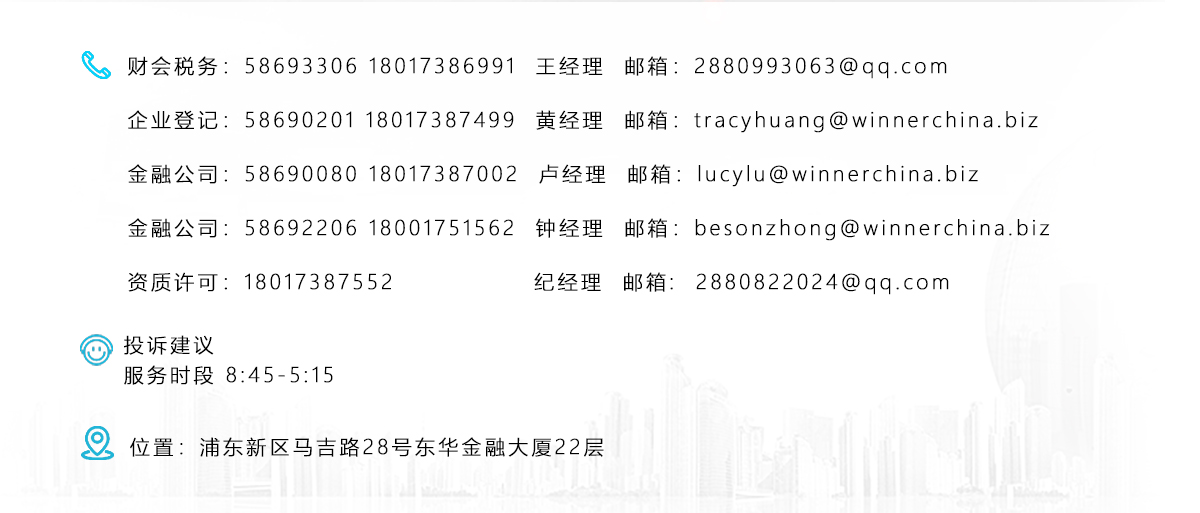 财会税务：58693306 18017386991 王经理 邮箱：2880993063@qq.com
企业登记：58690201 18017387499 黄经理 邮箱：tracyhuang@winnerchina.biz
金融公司：58690080 18017387002 卢经理 邮箱：lucylu@winnerchina.biz
金融公司：58692206 18001751562 钟经理 邮箱：besonzhong@winnerchina.biz
资质许可：18017387552 纪经理 邮箱： 2880822024@qq.com
投诉建议
服务时段 8:45-5:15
位置：浦东新区马吉路28号东华金融大厦22层